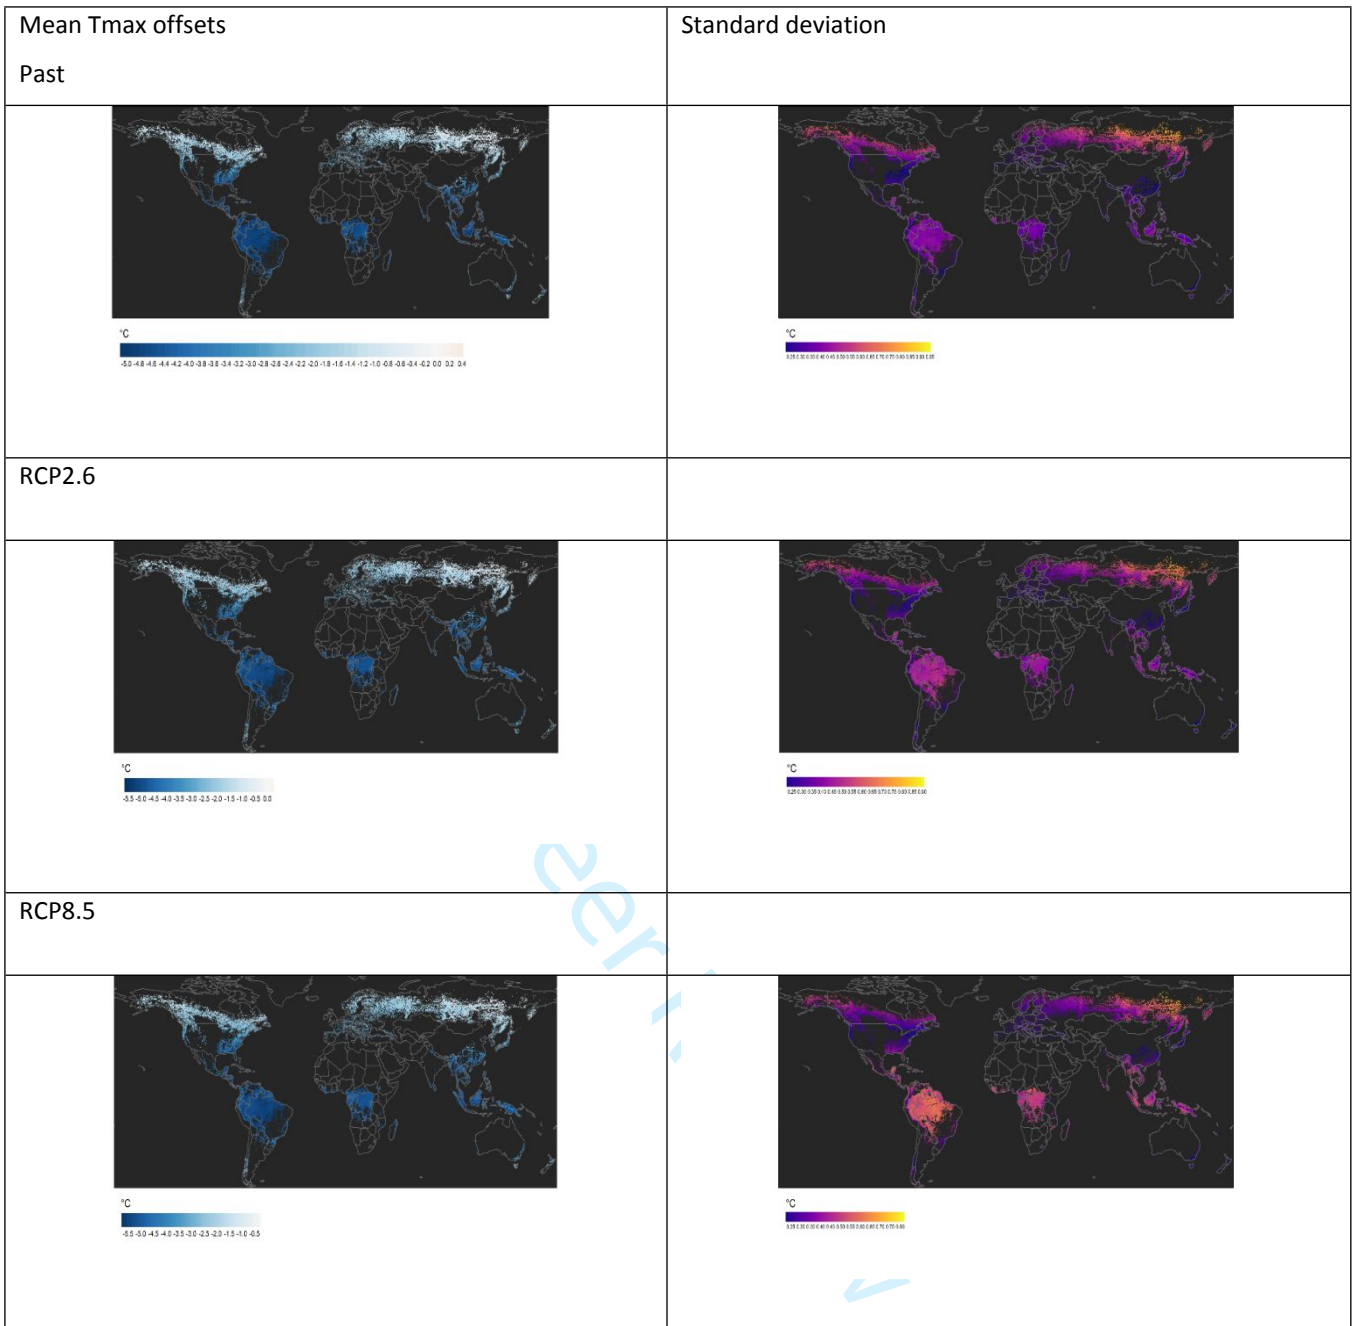 Mean Tmax offsets
Past
Standard deviation
°C
-5.0 -4.8 -4.6 -4.4 -4.2 -4.0 -3.8 -3.6 -3.4 -3.2 -3.0 -2.8 -2.6 -2.4 -2.2 -2.0 -1.8 -1.6 -1.4 -1.2 -1.0 -0.8 -0.6 -0.4 -0.2 0.0 0.2 0.4
°C
RCP2.6
°C
-5.5 -5.0 -4.5 -4.0 -3.5 -3.0 -2.5 -2.0 -1.5 -1.0 -0.5 0.0
°C
RCP8.5
°C
-5.5 -5.0 -4.5 -4.0 -3.5 -3.0 -2.5 -2.0 -1.5 -1.0 -0.5
°C